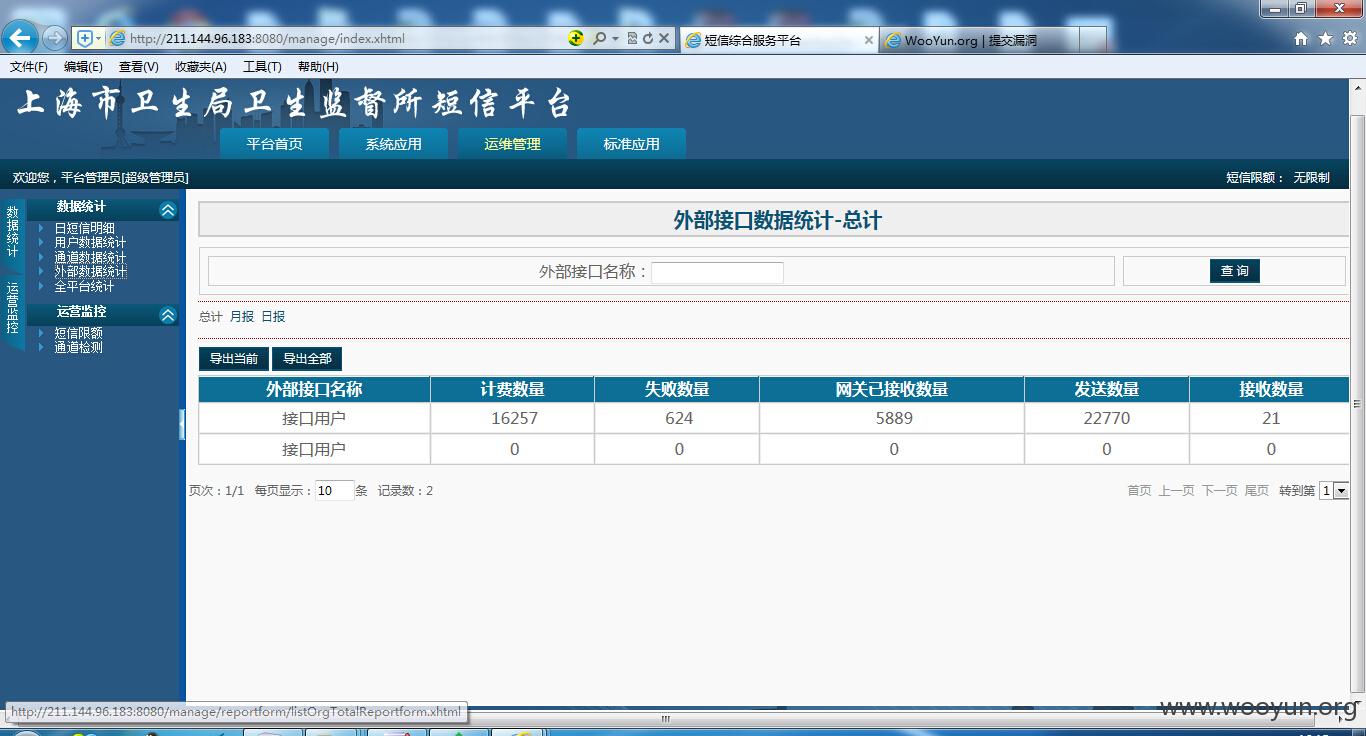 http://211.144.96.183:8080/manage/index.xhtml
短信综合服务平台
WooYun.org | 提交漏洞
文件(F) 编辑(E) 查看(V) 收藏夹(A) 工具(T) 帮助(H)
上海市卫生局卫生监督所短信平台
平台首页 系统应用 运维管理 标准应用
欢迎您，平台管理员[超级管理员]
短信限额： 无限制
数据统计
运营监控
数据统计
日短信明细
用户数据统计
通道数据统计
外部数据统计
全平台统计
运营监控
短信限额
通道检测
外部接口数据统计-总计
外部接口名称：
查 询
总计 月报 日报
导出当前 导出全部
外部接口名称 计费数量 失败数量 网关已接收数量 发送数量 接收数量
接口用户 16257 624 5889 22770 21
接口用户 0 0 0 0 0
页次：1/1 每页显示：10 条 记录数：2
首页 上一页 下一页 尾页 转到第 1
http://211.144.96.183:8080/manage/reportform/listOrgTotalReportform.xhtml
www.wooyun.org